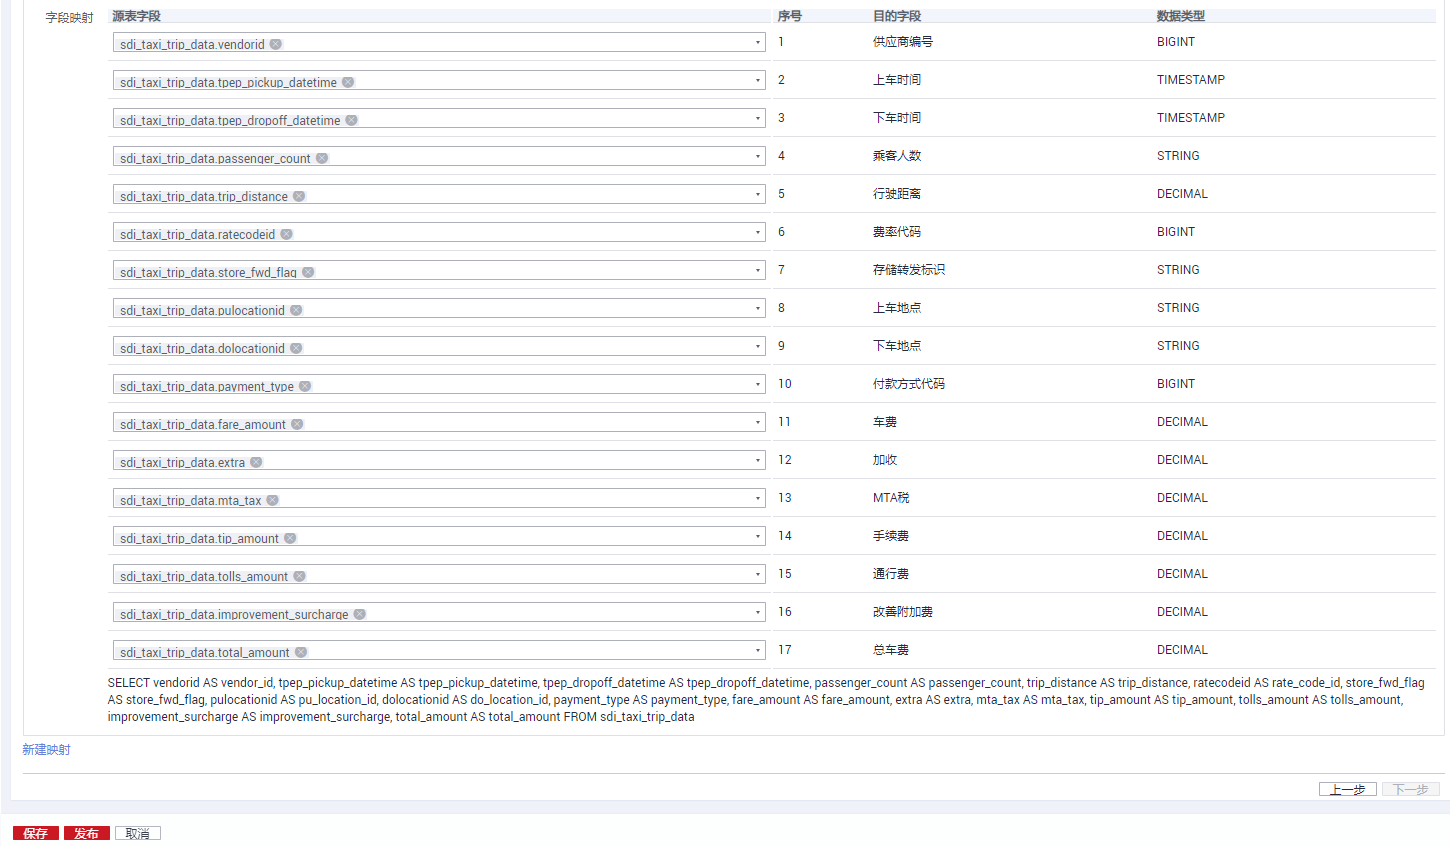 字段映射 源表字段 序号 目的字段 数据类型
sdi_taxi_trip_data.vendorid 1 供应商编号 BIGINT
sdi_taxi_trip_data.tpep_pickup_datetime 2 上车时间 TIMESTAMP
sdi_taxi_trip_data.tpep_dropoff_datetime 3 下车时间 TIMESTAMP
sdi_taxi_trip_data.passenger_count 4 乘客人数 STRING
sdi_taxi_trip_data.trip_distance 5 行驶距离 DECIMAL
sdi_taxi_trip_data.ratecodeid 6 费率代码 BIGINT
sdi_taxi_trip_data.store_fwd_flag 7 存储转发标识 STRING
sdi_taxi_trip_data.pulocationid 8 上车地点 STRING
sdi_taxi_trip_data.dolocationid 9 下车地点 STRING
sdi_taxi_trip_data.payment_type 10 付款方式代码 BIGINT
sdi_taxi_trip_data.fare_amount 11 车费 DECIMAL
sdi_taxi_trip_data.extra 12 加收 DECIMAL
sdi_taxi_trip_data.mta_tax 13 MTA税 DECIMAL
sdi_taxi_trip_data.tip_amount 14 手续费 DECIMAL
sdi_taxi_trip_data.tolls_amount 15 通行费 DECIMAL
sdi_taxi_trip_data.improvement_surcharge 16 改善附加费 DECIMAL
sdi_taxi_trip_data.total_amount 17 总车费 DECIMAL
SELECT vendorid AS vendor_id, tpep_pickup_datetime AS tpep_pickup_datetime, tpep_dropoff_datetime AS tpep_dropoff_datetime, passenger_count AS passenger_count, trip_distance AS trip_distance, ratecodeid AS rate_code_id, store_fwd_flag
AS store_fwd_flag, pulocationid AS pu_location_id, dolocationid AS do_location_id, payment_type AS payment_type, fare_amount AS fare_amount, extra AS extra, mta_tax AS mta_tax, tip_amount AS tip_amount, tolls_amount AS tolls_amount,
improvement_surcharge AS improvement_surcharge, total_amount AS total_amount FROM sdi_taxi_trip_data
新建映射
上一步 下一步
保存 发布 取消